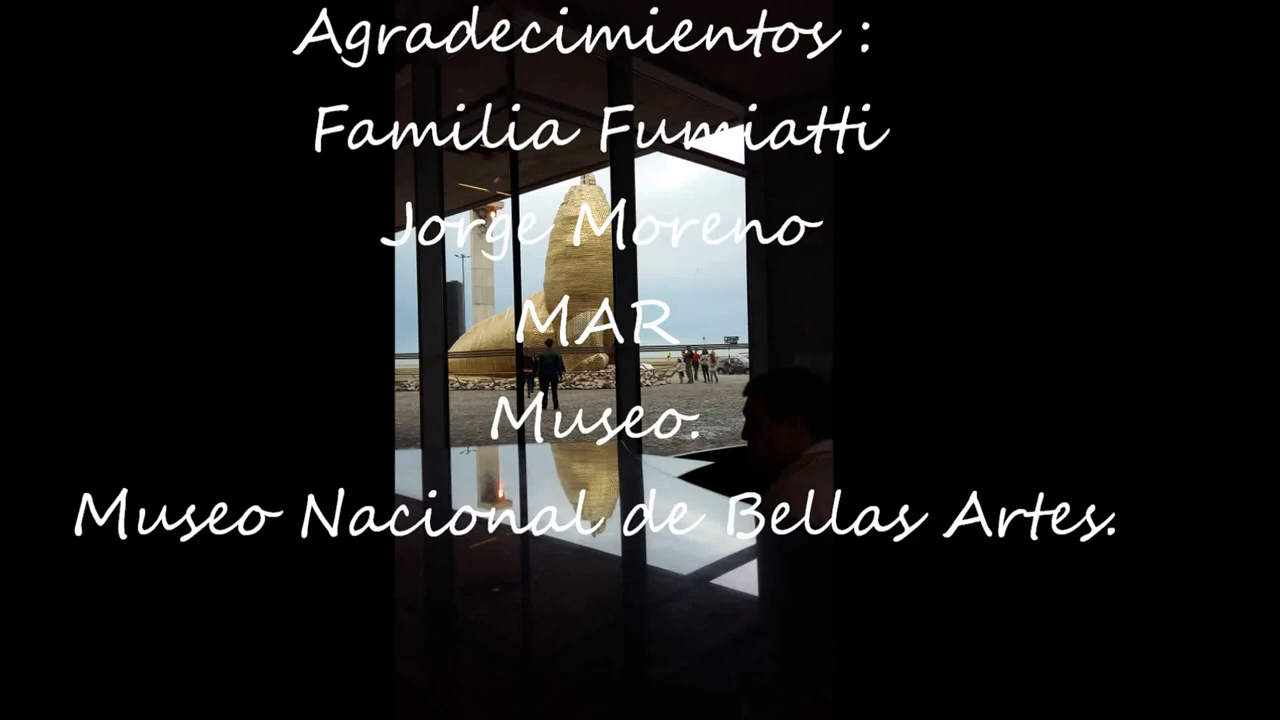 Agradecimientos :
Familia Fumiatti
Jorge Moreno
MAR
Museo.
Museo Nacional de Bellas Artes.